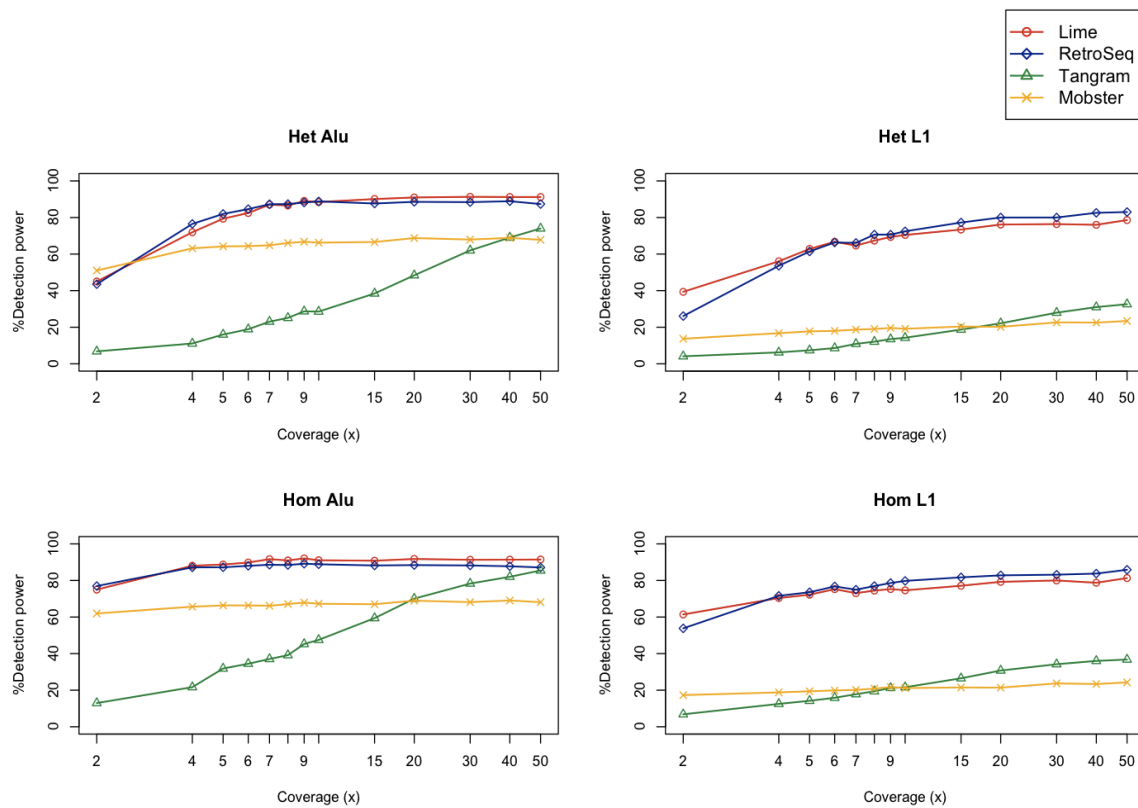 Lime
RetroSeq
Tangram
Mobster
Het Alu
%Detection power
0 20 40 60 80 100
2 4 5 6 7 9 15 20 30 40 50
Coverage (x)
Het L1
%Detection power
0 20 40 60 80 100
2 4 5 6 7 9 15 20 30 40 50
Coverage (x)
Hom Alu
%Detection power
0 20 40 60 80 100
2 4 5 6 7 9 15 20 30 40 50
Coverage (x)
Hom L1
%Detection power
0 20 40 60 80 100
2 4 5 6 7 9 15 20 30 40 50
Coverage (x)